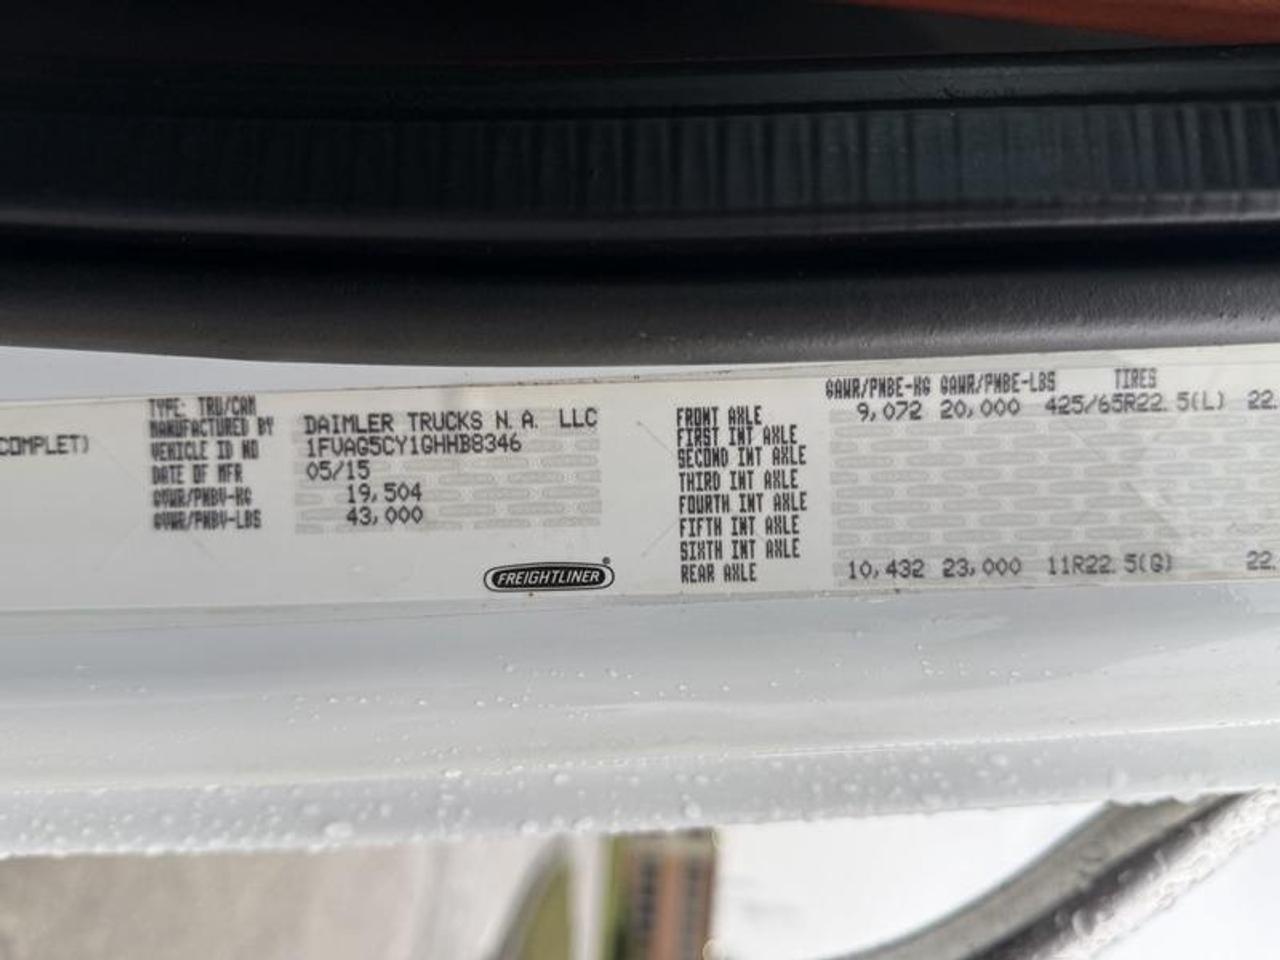 COMPLET)
TYPE: TRU/CAM
MANUFACTURED BY DAIMLER TRUCKS N.A. LLC
VEHICLE ID NO 1FVAG5CY1GHHB8346
DATE OF MFR 05/15
GVWR/PNBV-KG 19,504
GVWR/PNBV-LBS 43,000
FREIGHTLINER®
GAWR/PNBE-KG GAWR/PNBE-LBS TIRES
FRONT AXLE 9,072 20,000 425/65R22.5(L) 22.
FIRST INT AXLE
SECOND INT AXLE
THIRD INT AXLE
FOURTH INT AXLE
FIFTH INT AXLE
SIXTH INT AXLE
REAR AXLE 10,432 23,000 11R22.5(G) 22.